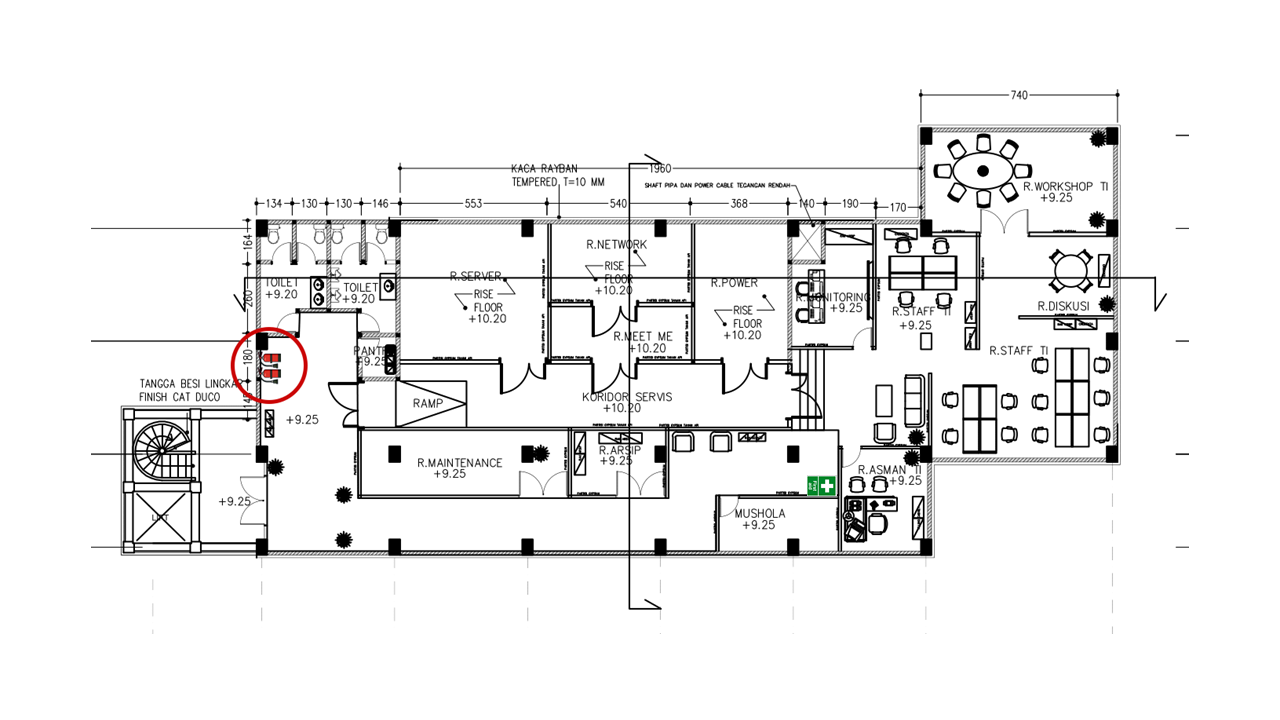 740
KACA RAYBAN
TEMPERED T=10 MM
1960
SHAFT PIPA DAN POWER CABLE TEGANGAN RENDAH
134
130
130
146
553
540
368
140
190
170
R.WORKSHOP TI
+9.25
164
260
180
TOILET
+9.20
TOILET
+9.20
R.SERVER
RISE
FLOOR
+10.20
R.NETWORK
RISE
FLOOR
+10.20
R.POWER
RISE
FLOOR
+10.20
+9.25
R.STAFF TI
+9.25
R.DISKUSI
R.STAFF TI
R.MEET ME
+10.20
+9.25
TANGGA BESI LINGKAR
FINISH CAT DUCO
+9.25
RAMP
KORIDOR SERVIS
+10.20
R.MAINTENANCE
+9.25
R.ARSIP
+9.25
R.ASMAN TI
+9.25
+9.25
LIFT
MUSHOLA
+9.25
First
aid